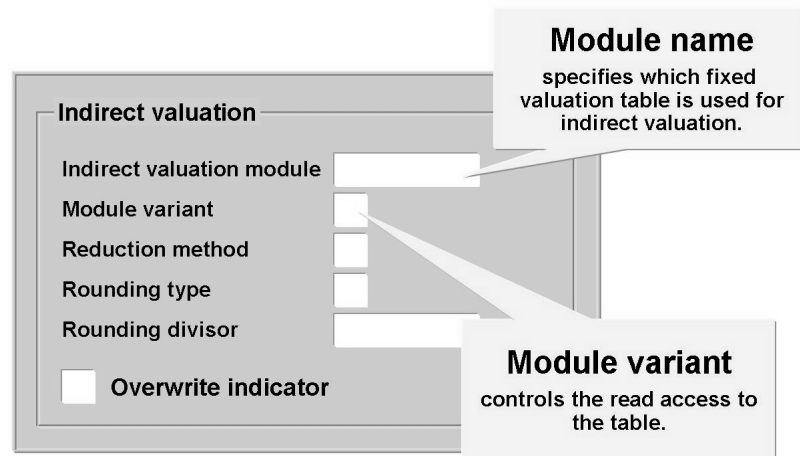 Module name
specifies which fixed
valuation table is used for
indirect valuation.
Indirect valuation
Indirect valuation module
Module variant
Reduction method
Rounding type
Rounding divisor
Overwrite indicator
Module variant
controls the read access to
the table.